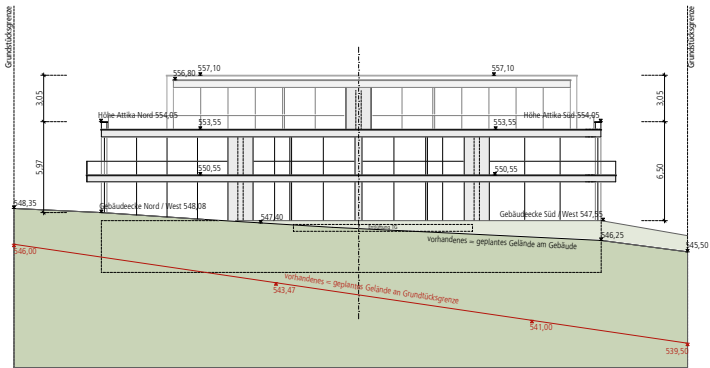 Grundstücksgrenze
Grundstücksgrenze
557,10
557,10
556,80
3,05
3,05
Höhe Attika Nord 554,05
Höhe Attika Süd 554,05
553,55
553,55
5,97
6,50
550,55
550,55
548,35
Gebäudeecke Nord / West 548,08
Gebäudeecke Süd / West 547,55
547,40
546,25
vorhandenes = geplantes Gelände am Gebäude
545,50
546,00
vorhandenes = geplantes Gelände an Grundtücksgrenze
543,47
541,00
539,50